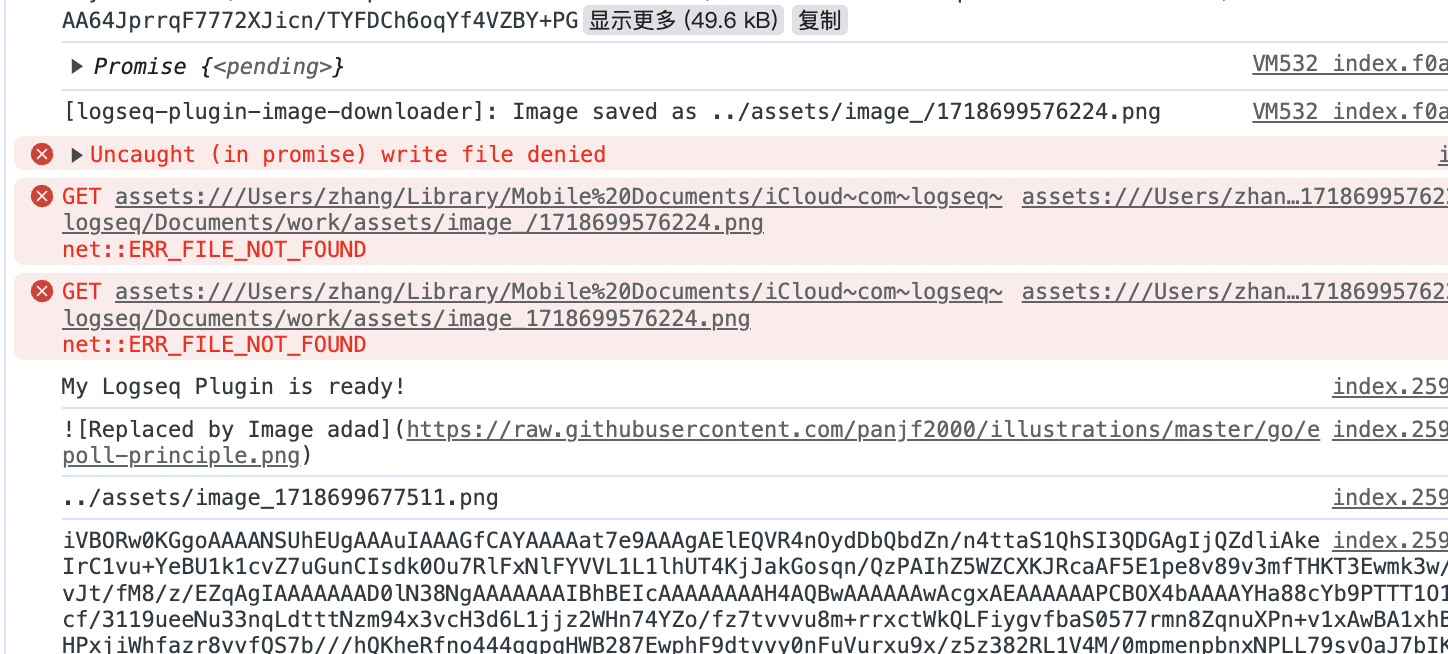 AA64JprrqF7772XJicn/TYFDCh6oqYf4VZBY+PG 显示更多 (49.6 kB) 复制
▶ Promise {<pending>} VM532 index.f0a
[logseq-plugin-image-downloader]: Image saved as ../assets/image_/1718699576224.png VM532 index.f0a
▶ Uncaught (in promise) write file denied i
GET assets:///Users/zhang/Library/Mobile%20Documents/iCloud~com~logseq~ assets:///Users/zhan…17186995762
logseq/Documents/work/assets/image_/1718699576224.png
net::ERR_FILE_NOT_FOUND
GET assets:///Users/zhang/Library/Mobile%20Documents/iCloud~com~logseq~ assets:///Users/zhan…17186995762
logseq/Documents/work/assets/image_1718699576224.png
net::ERR_FILE_NOT_FOUND
My Logseq Plugin is ready! index.259
![Replaced by Image adad](https://raw.githubusercontent.com/panjf2000/illustrations/master/go/e index.259
poll-principle.png)
../assets/image_1718699677511.png index.259
iVBORw0KGgoAAAANSUhEUgAAAuIAAAGfCAYAAAAat7e9AAAgAElEQVR4nOydDbQbdZn/n4ttaS1QhSI3QDGAgIjQZdliAke index.259
IrC1vu+YeBU1k1cvZ7uGunCIsdk0Ou7RlFxNlFYVVL1L1lhUT4KjJakGosqn/QzPAIhZ5WZCXKJRcaAF5E1pe8v89v3mfTHKT3Ewmk3w/
vJt/fM8/z/EZqAgIAAAAAAAD0lN38NgAAAAAAAIBhBEIcAAAAAAAAH4AQBwAAAAAAwAcgxAEAAAAAAPCBOX4bAAAAYHa88cYb9PTTT1O1
cf/3119ueeNu33nqLdtttNzm94x3vcH3d6L1jjz2WHn74YZo/fz7tvvvu8m+rrxctWkQLFiygvfbaS0577rmn8ZqnuXPn+v1xAwBA1xhE
HPxjiWhfazr8vvfQS7b///hQKheRfno444gqpqHWB287EwphF9dtvyy0nFuVurxu9x/z5z382RL1V4M/0mpmenpbnxNPLL79svOaJ7bIK